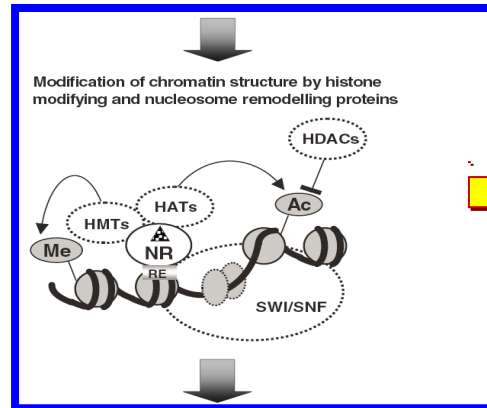 Modification of chromatin structure by histone
modifying and nucleosome remodelling proteins
HDACs
HATs
Ac
HMTs
Me
NR
RE
SWI/SNF